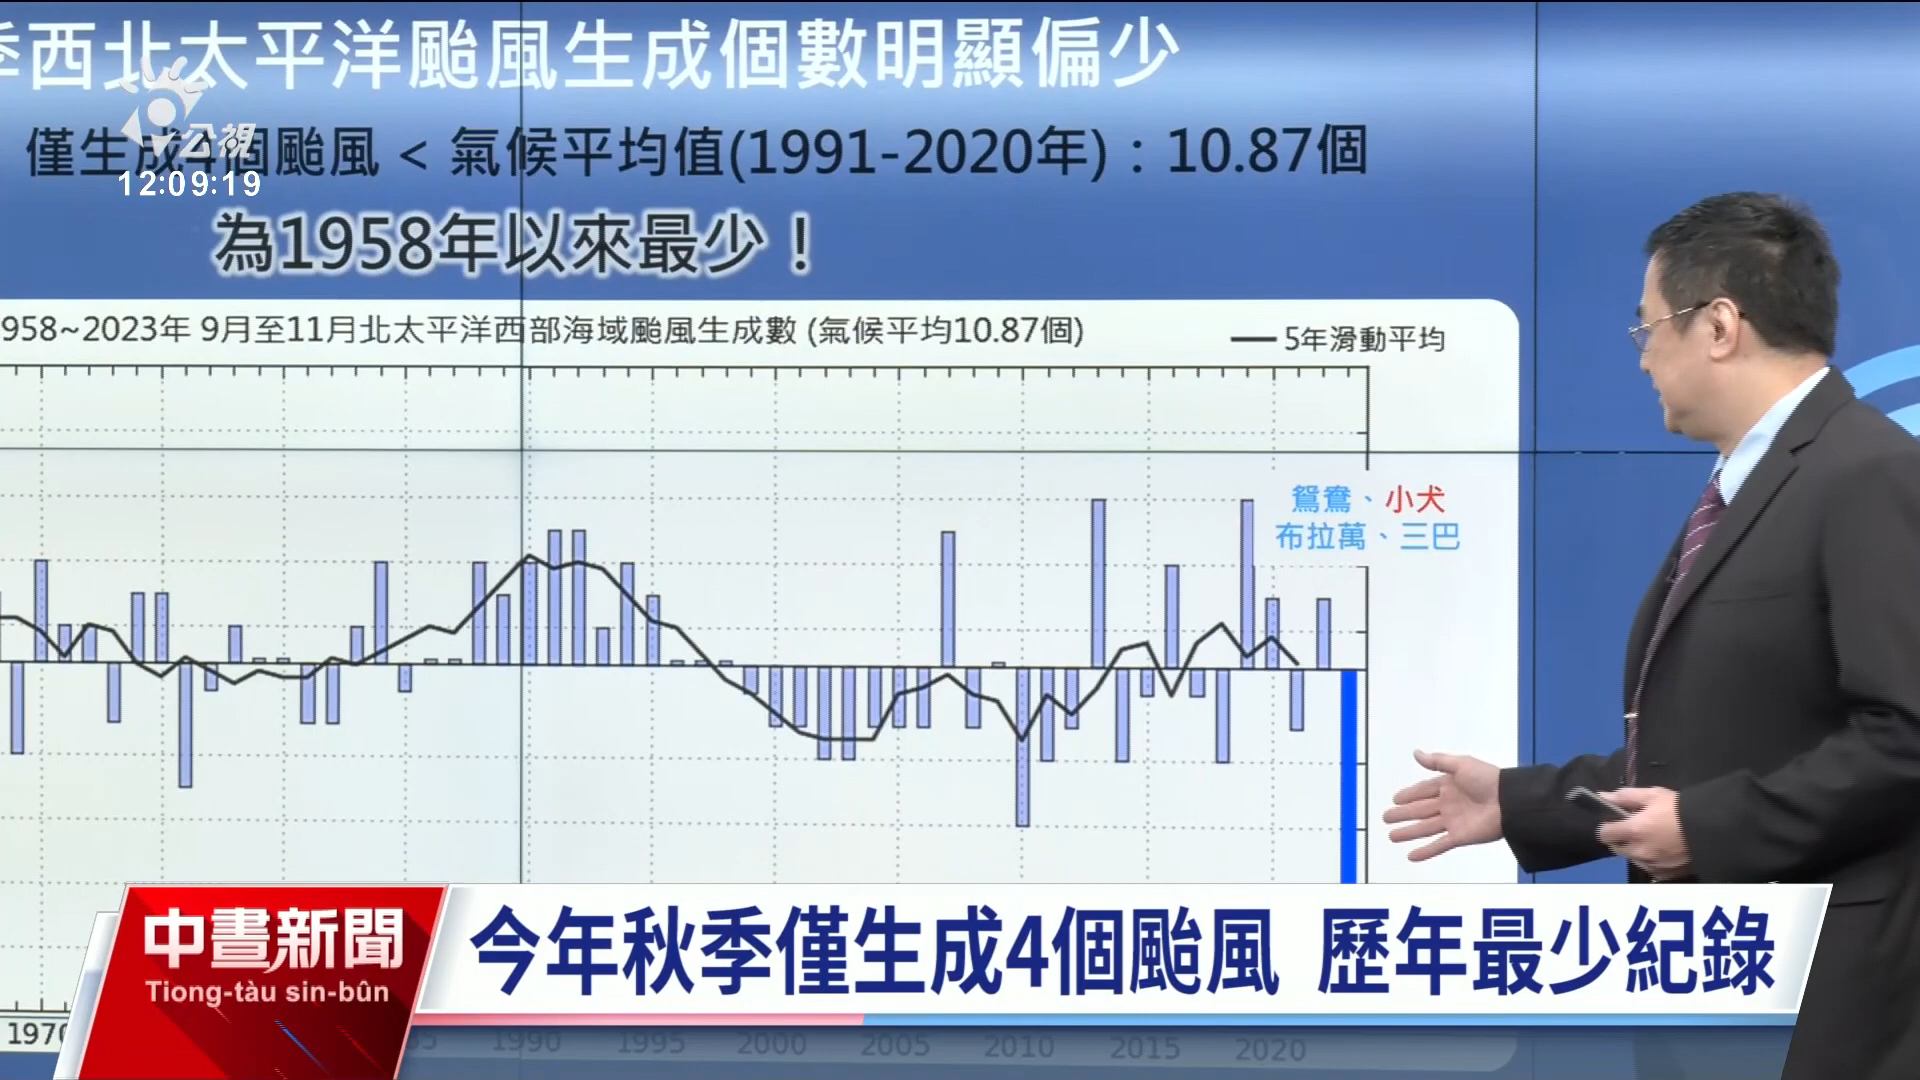 季西北太平洋颱風生成個數明顯偏少
公視
僅生成4個颱風 < 氣候平均值(1991-2020年)：10.87個
12:09:19
為1958年以來最少！
958~2023年 9月至11月北太平洋西部海域颱風生成數 (氣候平均10.87個)
5年滑動平均
鴛鴦、小犬
布拉萬、三巴
中晝新聞
Tiong-tàu sin-bûn
今年秋季僅生成4個颱風 歷年最少紀錄
1970 1990 1995 2000 2005 2010 2015 2020